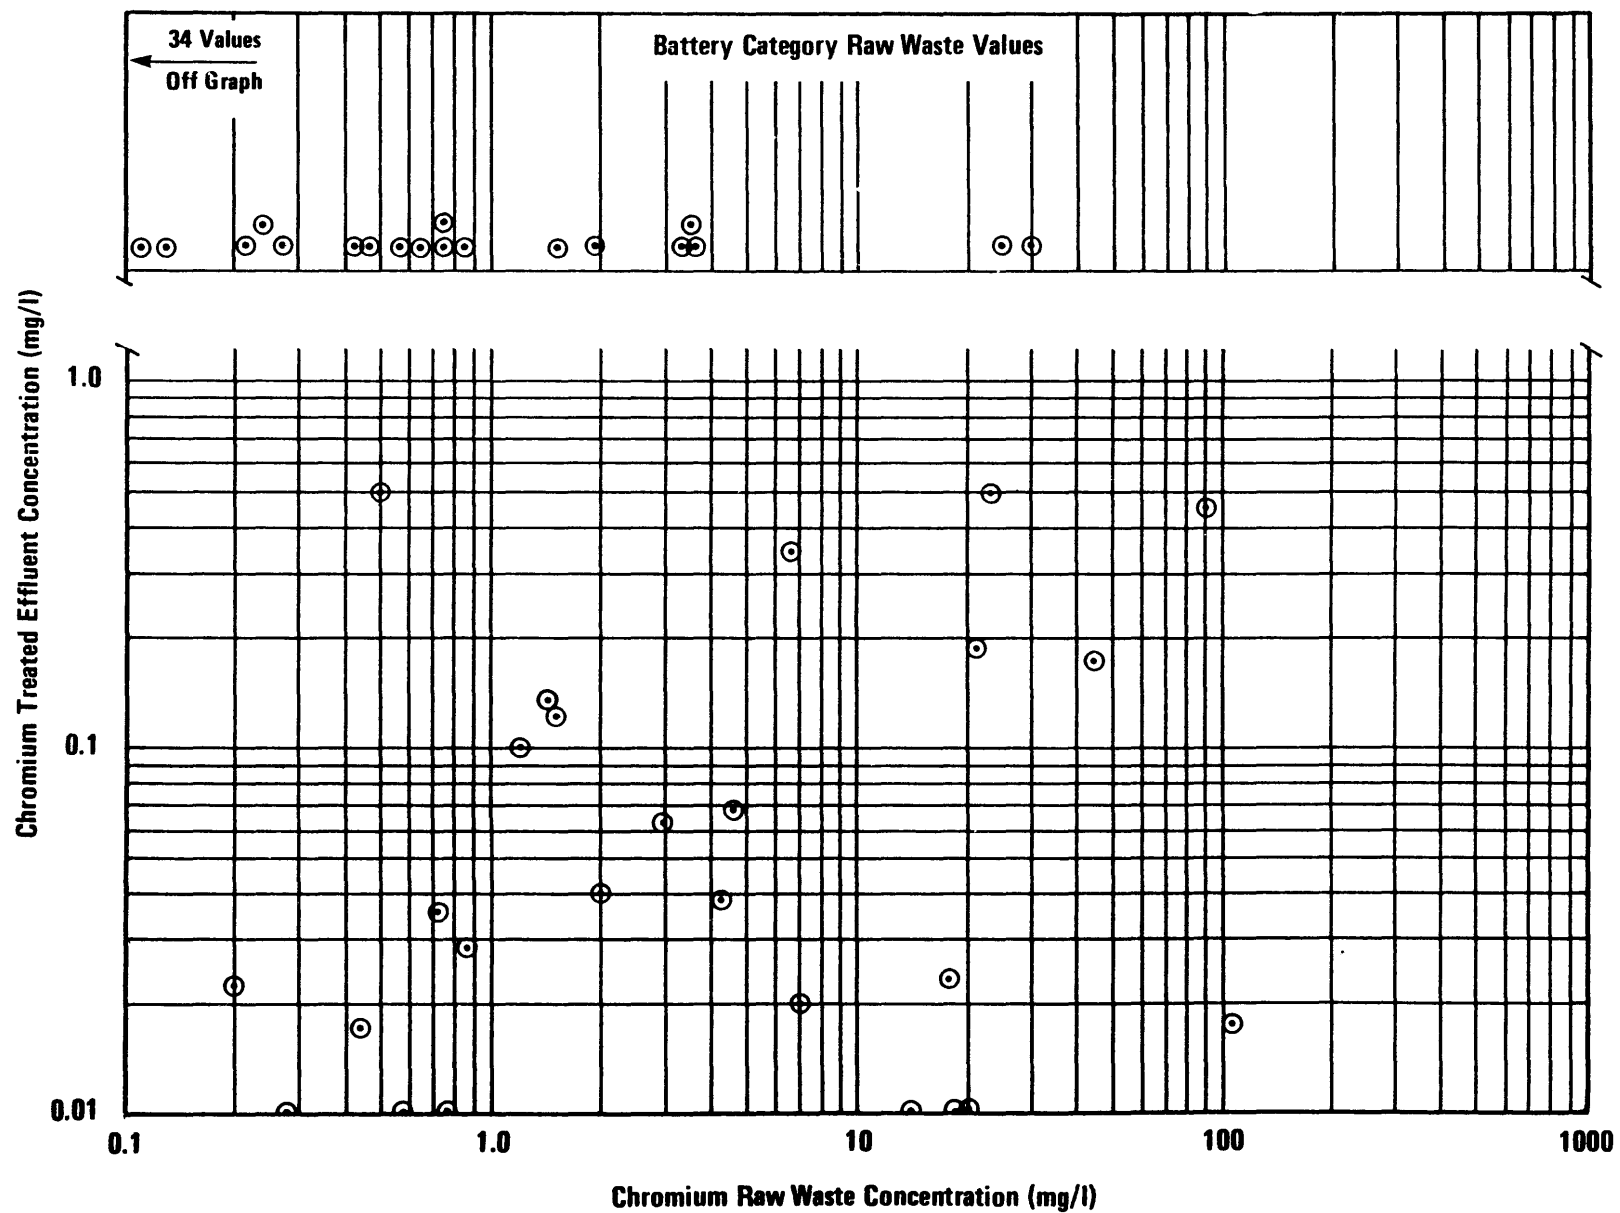 34 Values
Off Graph
Battery Category Raw Waste Values
Chromium Treated Effluent Concentration (mg/l)
1.0
0.1
0.01
0.1
1.0
10
100
1000
Chromium Raw Waste Concentration (mg/l)